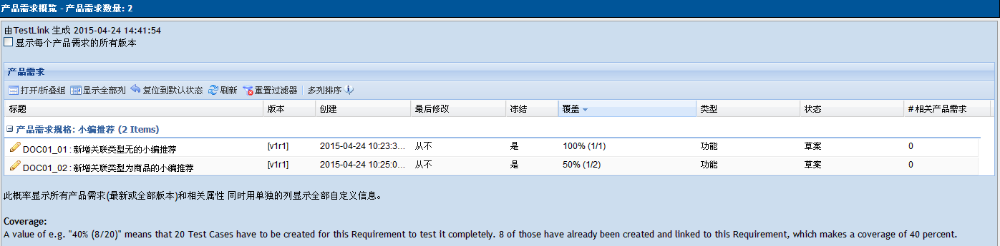 产品需求概览 - 产品需求数量: 2
由TestLink 生成 2015-04-24 14:41:54
显示每个产品需求的所有版本
产品需求
打开/折叠组 显示全部列 复位到默认状态 刷新 重置过滤器 多列排序
标题 版本 创建 最后修改 冻结 覆盖 类型 状态 # 相关产品需求
产品需求规格: 小编推荐 (2 Items)
DOC01_01 : 新增关联类型无的小编推荐 [v1r1] 2015-04-24 10:23:3... 从不 是 100% (1/1) 功能 草案 0
DOC01_02 : 新增关联类型为商品的小编推荐 [v1r1] 2015-04-24 10:25:0... 从不 是 50% (1/2) 功能 草案 0
此概率显示所有产品需求(最新或全部版本)和相关属性 同时用单独的列显示全部自定义信息。
Coverage:
A value of e.g. "40% (8/20)" means that 20 Test Cases have to be created for this Requirement to test it completely. 8 of those have already been created and linked to this Requirement, which makes a coverage of 40 percent.